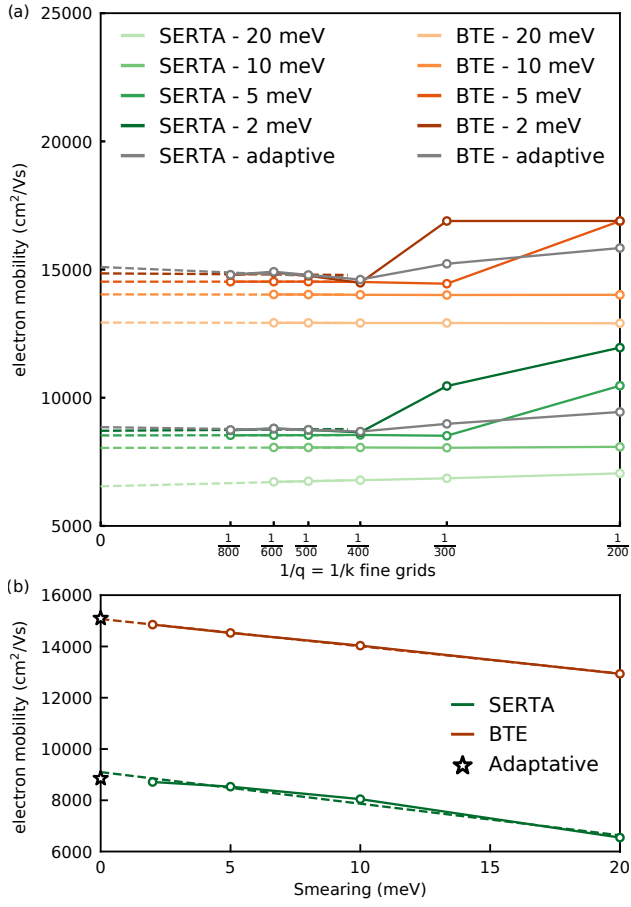 (a)
25000
20000
15000
10000
5000
electron mobility (cm²/Vs)
SERTA - 20 meV
SERTA - 10 meV
SERTA - 5 meV
SERTA - 2 meV
SERTA - adaptive
BTE - 20 meV
BTE - 10 meV
BTE - 5 meV
BTE - 2 meV
BTE - adaptive
0 1/800 1/600 1/500 1/400 1/300 1/200
1/q = 1/k fine grids
(b)
16000
14000
12000
10000
8000
6000
electron mobility (cm²/Vs)
SERTA
BTE
Adaptative
0 5 10 15 20
Smearing (meV)